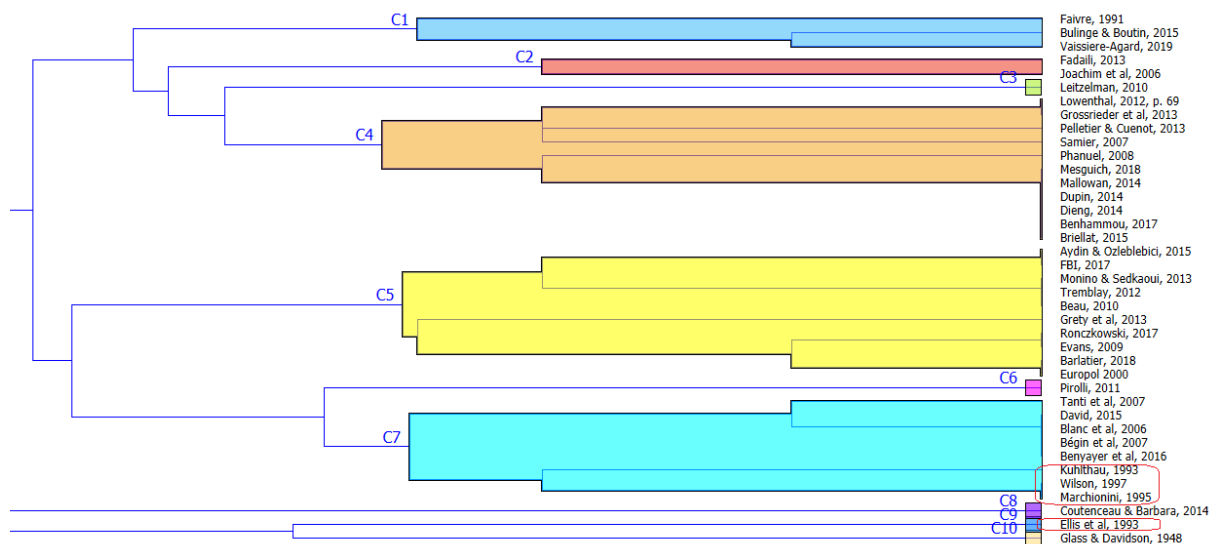 C1
Faivre, 1991
Bulinge & Boutin, 2015
Vaissiere-Agard, 2019
C2
Fadaili, 2013
Joachim et al, 2006
C3
Leitzelman, 2010
Lowenthal, 2012, p. 69
Grossrieder et al, 2013
C4
Pelletier & Cuenot, 2013
Samier, 2007
Phanuel, 2008
Mesguich, 2018
Mallowan, 2014
Dupin, 2014
Dieng, 2014
Benhammou, 2017
Briellat, 2015
Aydin & Ozleblebici, 2015
FBI, 2017
Monino & Sedkaoui, 2013
C5
Tremblay, 2012
Beau, 2010
Grety et al, 2013
Ronczkowski, 2017
Evans, 2009
Barlatier, 2018
Europol 2000
C6
Pirolli, 2011
Tanti et al, 2007
David, 2015
Blanc et al, 2006
C7
Bégin et al, 2007
Benyayer et al, 2016
Kuhlthau, 1993
Wilson, 1997
Marchionini, 1995
C8
Coutenceau & Barbara, 2014
C9
Ellis et al, 1993
C10
Glass & Davidson, 1948